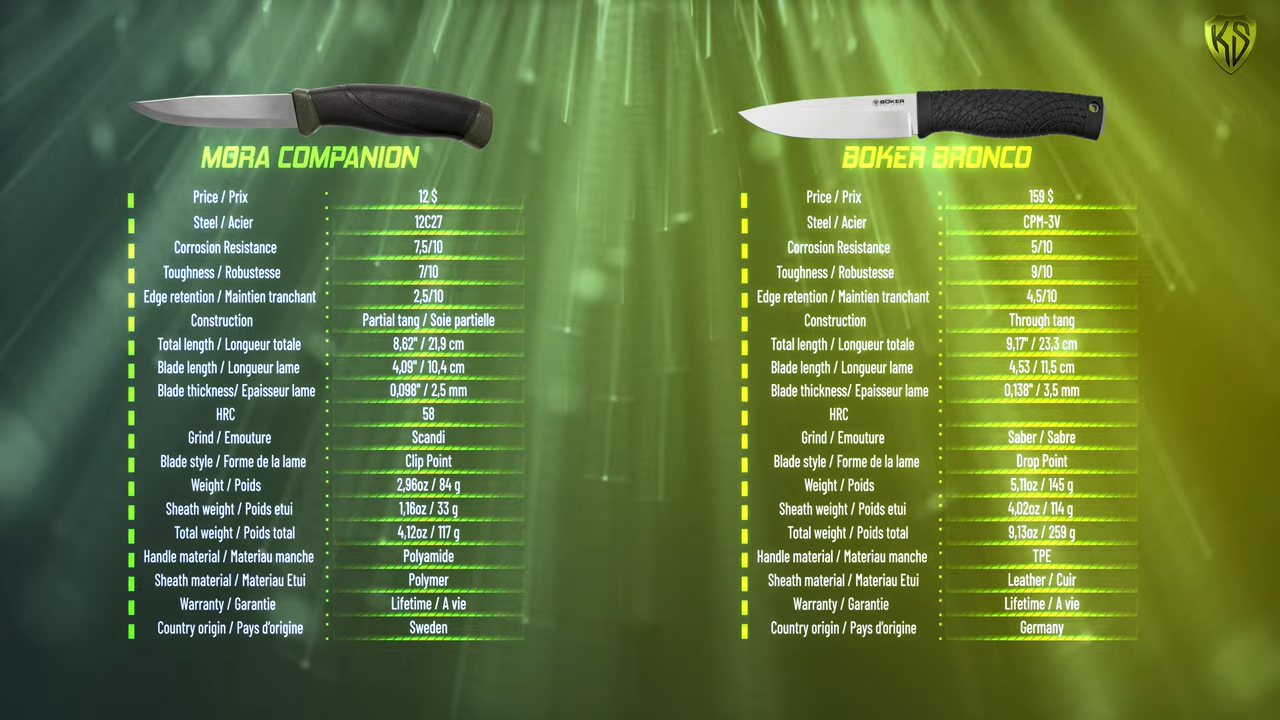 KS
BÖKER
MORA COMPANION
Price / Prix 12 $
Steel / Acier 12C27
Corrosion Resistance 7,5/10
Toughness / Robustesse 7/10
Edge retention / Maintien tranchant 2,5/10
Construction Partial tang / Soie partielle
Total length / Longueur totale 8,62" / 21,9 cm
Blade length / Longueur lame 4,09" / 10,4 cm
Blade thickness/ Epaisseur lame 0,098" / 2,5 mm
HRC 58
Grind / Emouture Scandi
Blade style / Forme de la lame Clip Point
Weight / Poids 2,96oz / 84 g
Sheath weight / Poids etui 1,16oz / 33 g
Total weight / Poids total 4,12oz / 117 g
Handle material / Materiau manche Polyamide
Sheath material / Materiau Etui Polymer
Warranty / Garantie Lifetime / A vie
Country origin / Pays d'origine Sweden
BOKER BRONCO
Price / Prix 159 $
Steel / Acier CPM-3V
Corrosion Resistance 5/10
Toughness / Robustesse 9/10
Edge retention / Maintien tranchant 4,5/10
Construction Through tang
Total length / Longueur totale 9,17" / 23,3 cm
Blade length / Longueur lame 4,53 / 11,5 cm
Blade thickness/ Epaisseur lame 0,138" / 3,5 mm
HRC
Grind / Emouture Saber / Sabre
Blade style / Forme de la lame Drop Point
Weight / Poids 5,11oz / 145 g
Sheath weight / Poids etui 4,02oz / 114 g
Total weight / Poids total 9,13oz / 259 g
Handle material / Materiau manche TPE
Sheath material / Materiau Etui Leather / Cuir
Warranty / Garantie Lifetime / A vie
Country origin / Pays d'origine Germany